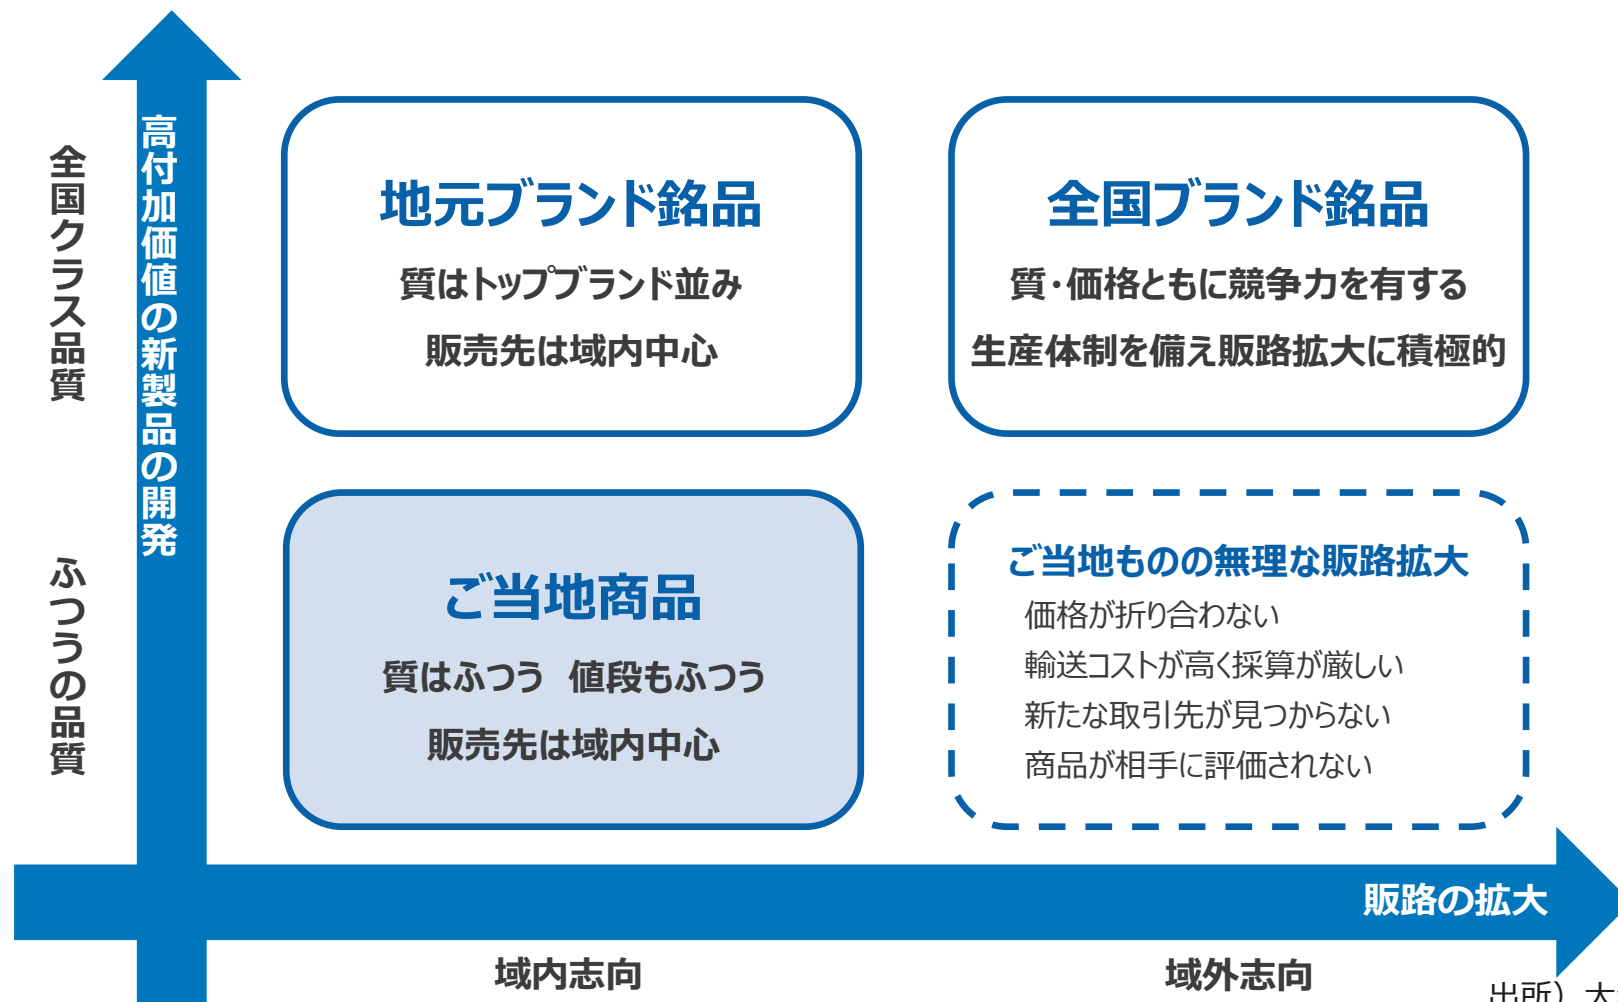 高付加価値の新製品の開発
全国クラス品質
ふつうの品質
地元ブランド銘品
質はトップブランド並み
販売先は域内中心
全国ブランド銘品
質・価格ともに競争力を有する
生産体制を備え販路拡大に積極的
ご当地商品
質はふつう　値段もふつう
販売先は域内中心
ご当地ものの無理な販路拡大
価格が折り合わない
輸送コストが高く採算が厳しい
新たな取引先が見つからない
商品が相手に評価されない
販路の拡大
域内志向
域外志向
出所）大